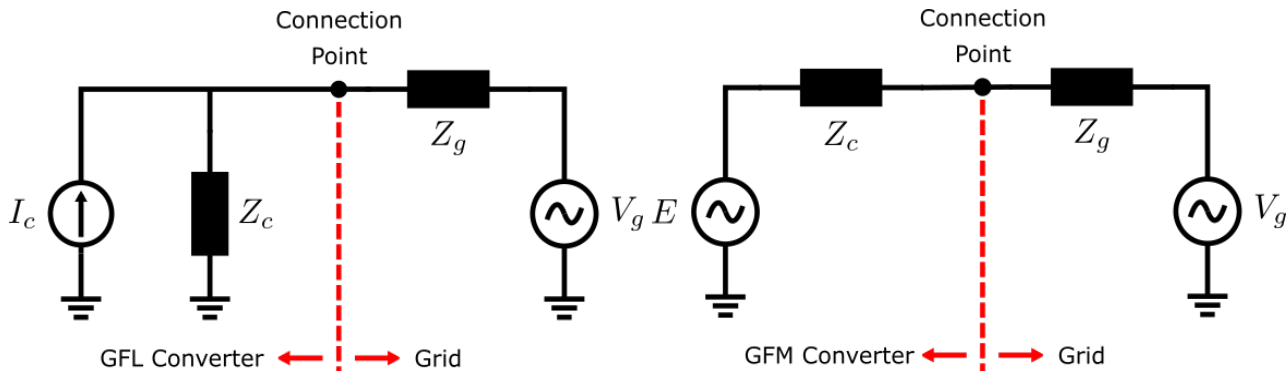 Connection
Point
Z_g
I_c
Z_c
V_g
GFL Converter
Grid
Connection
Point
Z_c
Z_g
E
V_g
GFM Converter
Grid